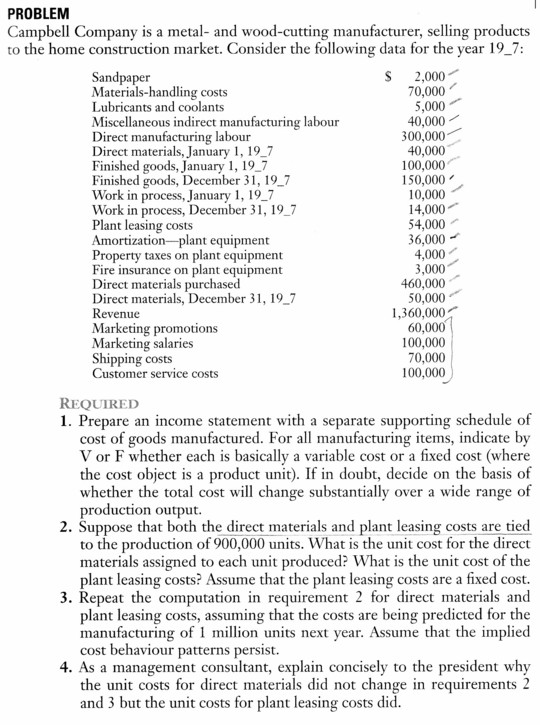 PROBLEM
Campbell Company is a metal- and wood-cutting manufacturer, selling products
to the home construction market. Consider the following data for the year 19_7:
Sandpaper $ 2,000
Materials-handling costs 70,000
Lubricants and coolants 5,000
Miscellaneous indirect manufacturing labour 40,000
Direct manufacturing labour 300,000
Direct materials, January 1, 19_7 40,000
Finished goods, January 1, 19_7 100,000
Finished goods, December 31, 19_7 150,000
Work in process, January 1, 19_7 10,000
Work in process, December 31, 19_7 14,000
Plant leasing costs 54,000
Amortization—plant equipment 36,000
Property taxes on plant equipment 4,000
Fire insurance on plant equipment 3,000
Direct materials purchased 460,000
Direct materials, December 31, 19_7 50,000
Revenue 1,360,000
Marketing promotions 60,000
Marketing salaries 100,000
Shipping costs 70,000
Customer service costs 100,000
REQUIRED
1. Prepare an income statement with a separate supporting schedule of
cost of goods manufactured. For all manufacturing items, indicate by
V or F whether each is basically a variable cost or a fixed cost (where
the cost object is a product unit). If in doubt, decide on the basis of
whether the total cost will change substantially over a wide range of
production output.
2. Suppose that both the direct materials and plant leasing costs are tied
to the production of 900,000 units. What is the unit cost for the direct
materials assigned to each unit produced? What is the unit cost of the
plant leasing costs? Assume that the plant leasing costs are a fixed cost.
3. Repeat the computation in requirement 2 for direct materials and
plant leasing costs, assuming that the costs are being predicted for the
manufacturing of 1 million units next year. Assume that the implied
cost behaviour patterns persist.
4. As a management consultant, explain concisely to the president why
the unit costs for direct materials did not change in requirements 2
and 3 but the unit costs for plant leasing costs did.